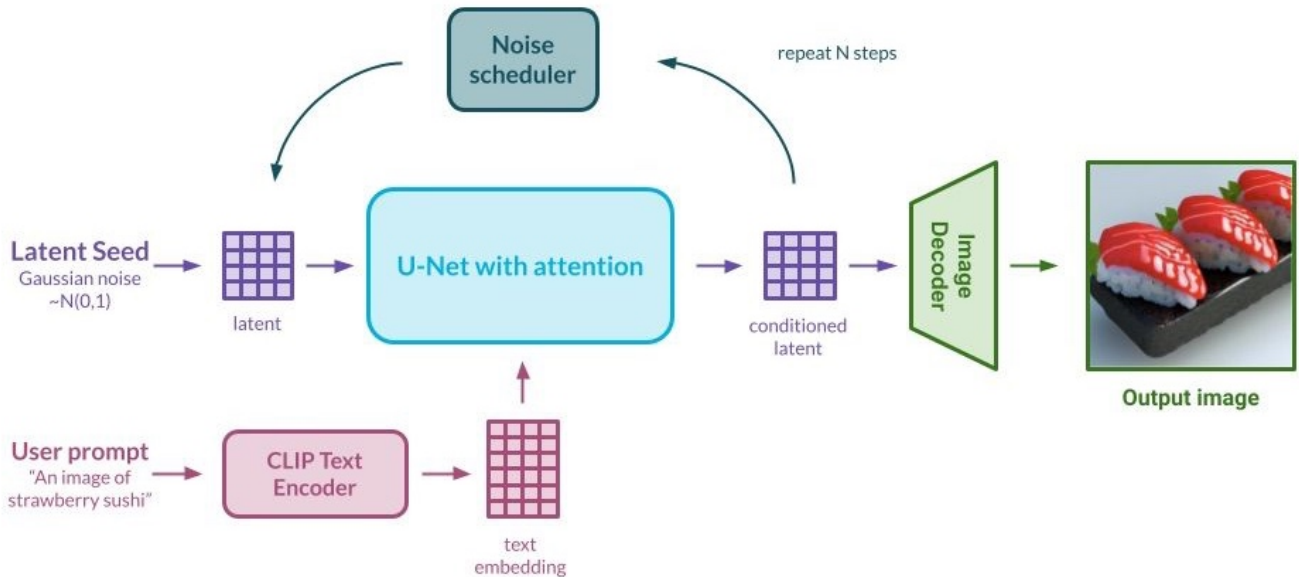 Noise
scheduler
repeat N steps
Latent Seed
Gaussian noise
~N(0,1)
latent
U-Net with attention
conditioned
latent
Image
Decoder
Output image
User prompt
“An image of
strawberry sushi”
CLIP Text
Encoder
text
embedding